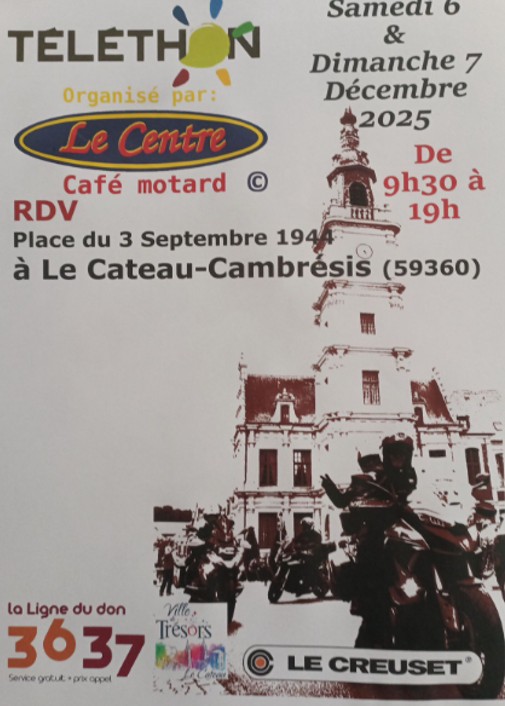 TÉLÉTHON
Samedi 6
&
Dimanche 7
Décembre
2025
Organisé par:
Le Centre
Café motard ©
De
9h30 à
19h
RDV
Place du 3 Septembre 1944
à Le Cateau-Cambrésis (59360)
la Ligne du don
3637
Service gratuit + prix appel
Ville
Trésors
Le Cateau
LE CREUSET®